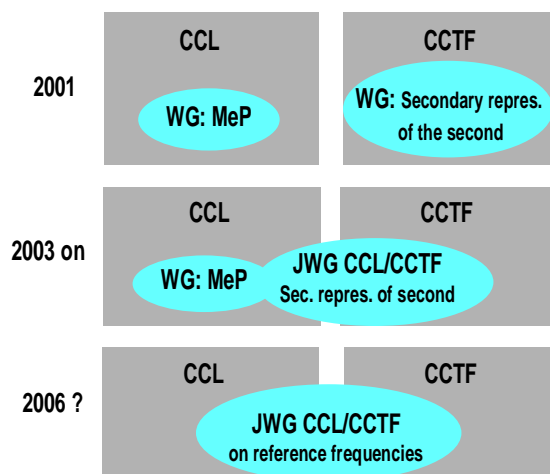 CCL
CCTF
2001
WG: MeP
WG: Secondary repres.
of the second
CCL
CCTF
2003 on
WG: MeP
JWG CCL/CCTF
Sec. repres. of second
CCL
CCTF
2006 ?
JWG CCL/CCTF
on reference frequencies